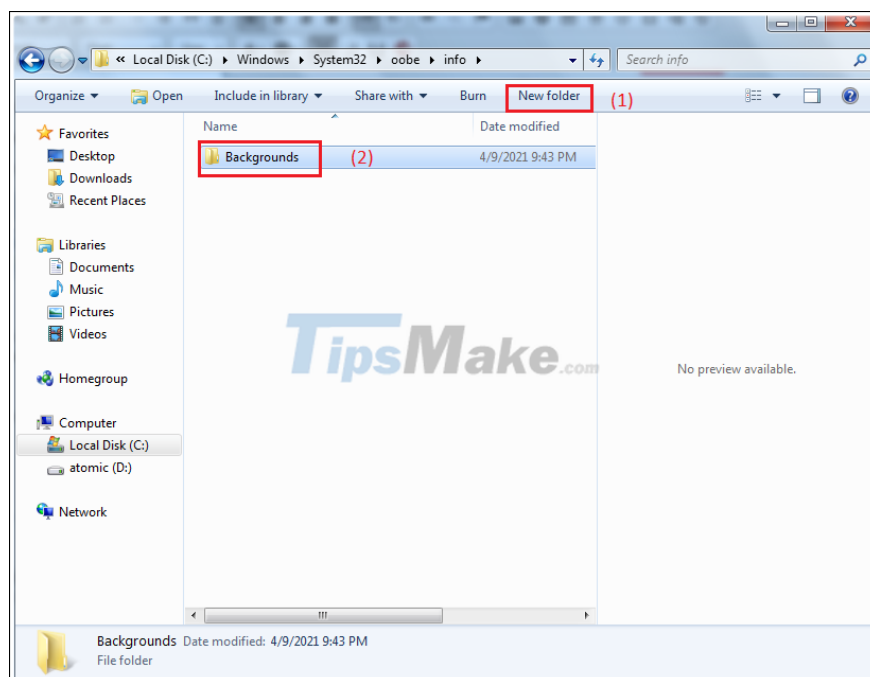 « Local Disk (C:) Windows System32 oobe info Search info
Organize Open Include in library Share with Burn New folder (1)
Name Date modified
Backgrounds (2) 4/9/2021 9:43 PM
Favorites
Desktop
Downloads
Recent Places
Libraries
Documents
Music
Pictures
Videos
Homegroup
Computer
Local Disk (C:)
atomic (D:)
Network
TipsMake.com
No preview available.
Backgrounds Date modified: 4/9/2021 9:43 PM
File folder